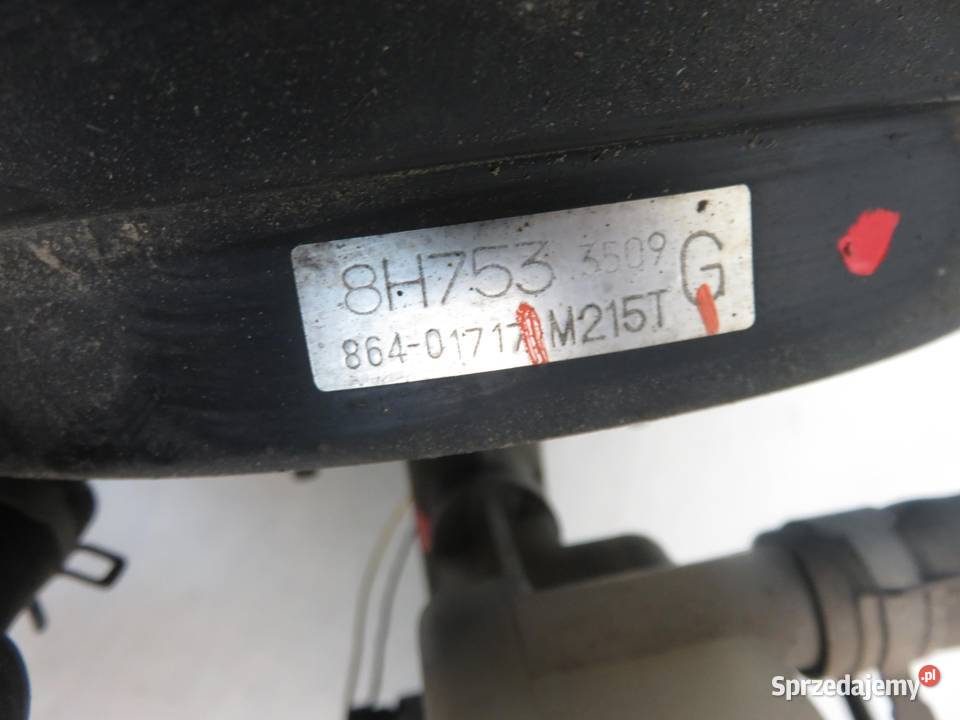 8H753 3509 G
864-01717 M215T
Sprzedajemy.pl